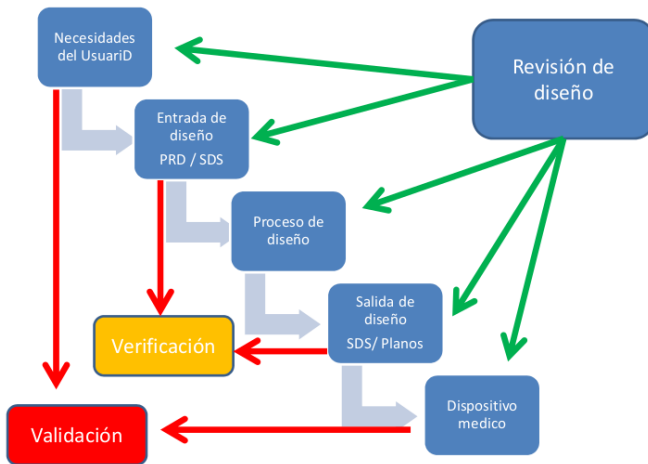 Necesidades
del UsuariD
Revisión de
diseño
Entrada de
diseño
PRD / SDS
Proceso de
diseño
Salida de
diseño
SDS/ Planos
Verificación
Dispositivo
medico
Validación